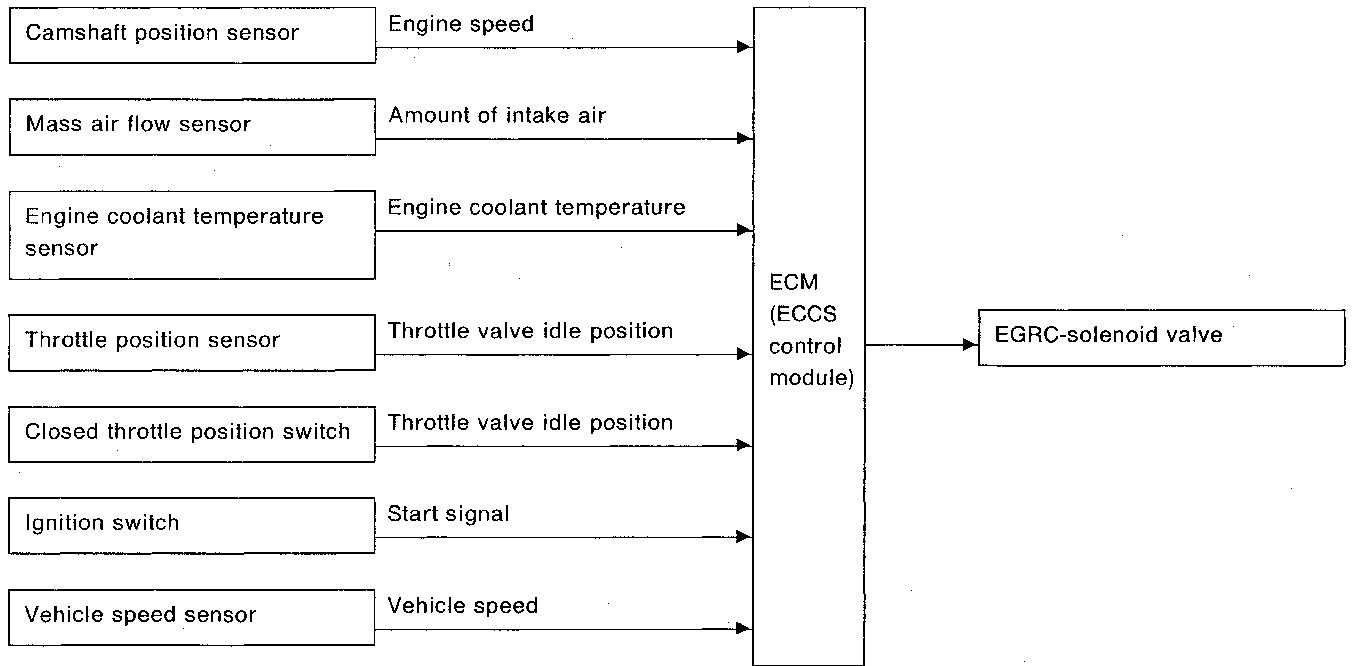 Camshaft position sensor
Engine speed
Mass air flow sensor
Amount of intake air
Engine coolant temperature
sensor
Engine coolant temperature
Throttle position sensor
Throttle valve idle position
Closed throttle position switch
Throttle valve idle position
Ignition switch
Start signal
Vehicle speed sensor
Vehicle speed
ECM
(ECCS
control
module)
EGRC-solenoid valve